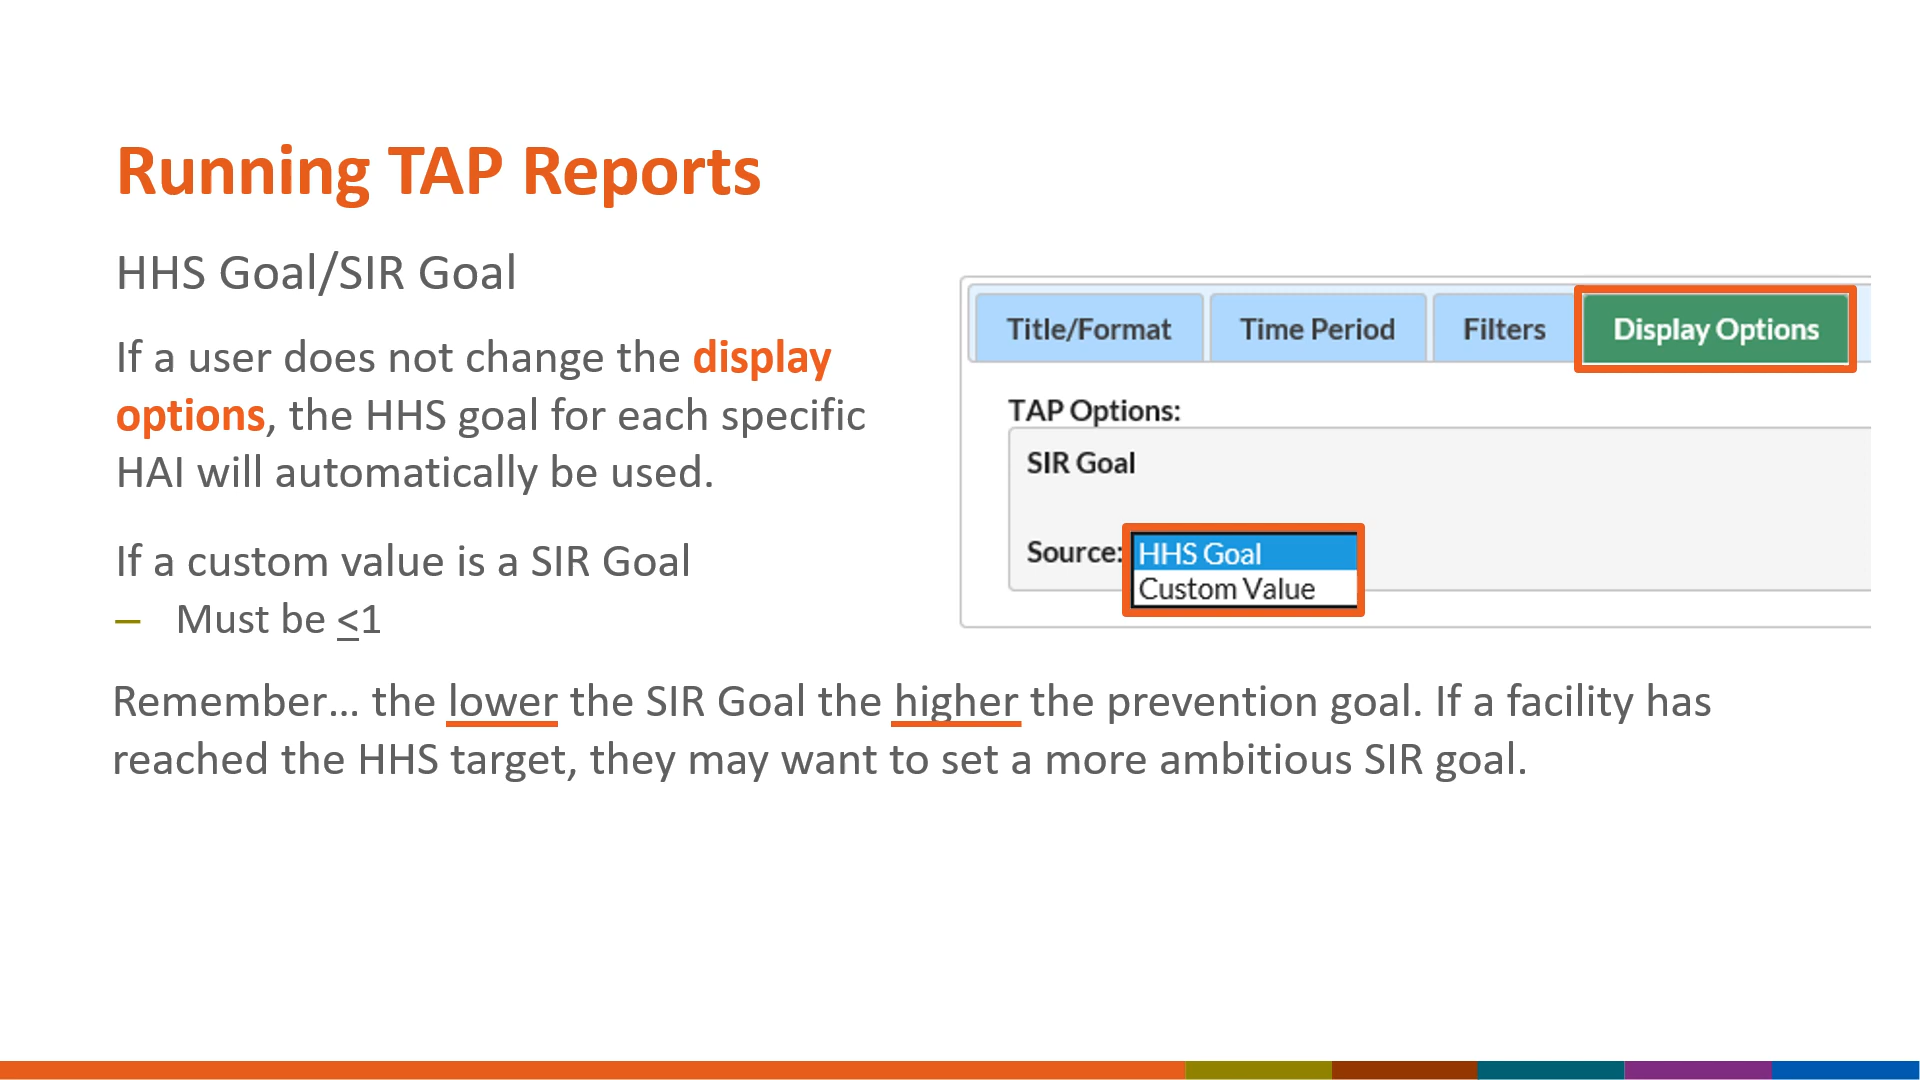 Running TAP Reports
HHS Goal/SIR Goal
If a user does not change the display
options, the HHS goal for each specific
HAI will automatically be used.
If a custom value is a SIR Goal
– Must be <1
Title/Format Time Period Filters Display Options
TAP Options:
SIR Goal
Source: HHS Goal
Custom Value
Remember… the lower the SIR Goal the higher the prevention goal. If a facility has
reached the HHS target, they may want to set a more ambitious SIR goal.